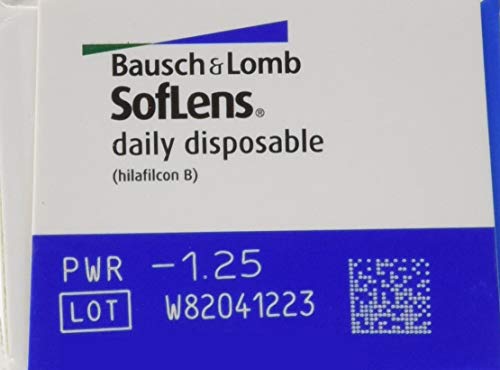 Bausch & Lomb
SofLens®
daily disposable
(hilafilcon B)
PWR -1.25
LOT W82041223